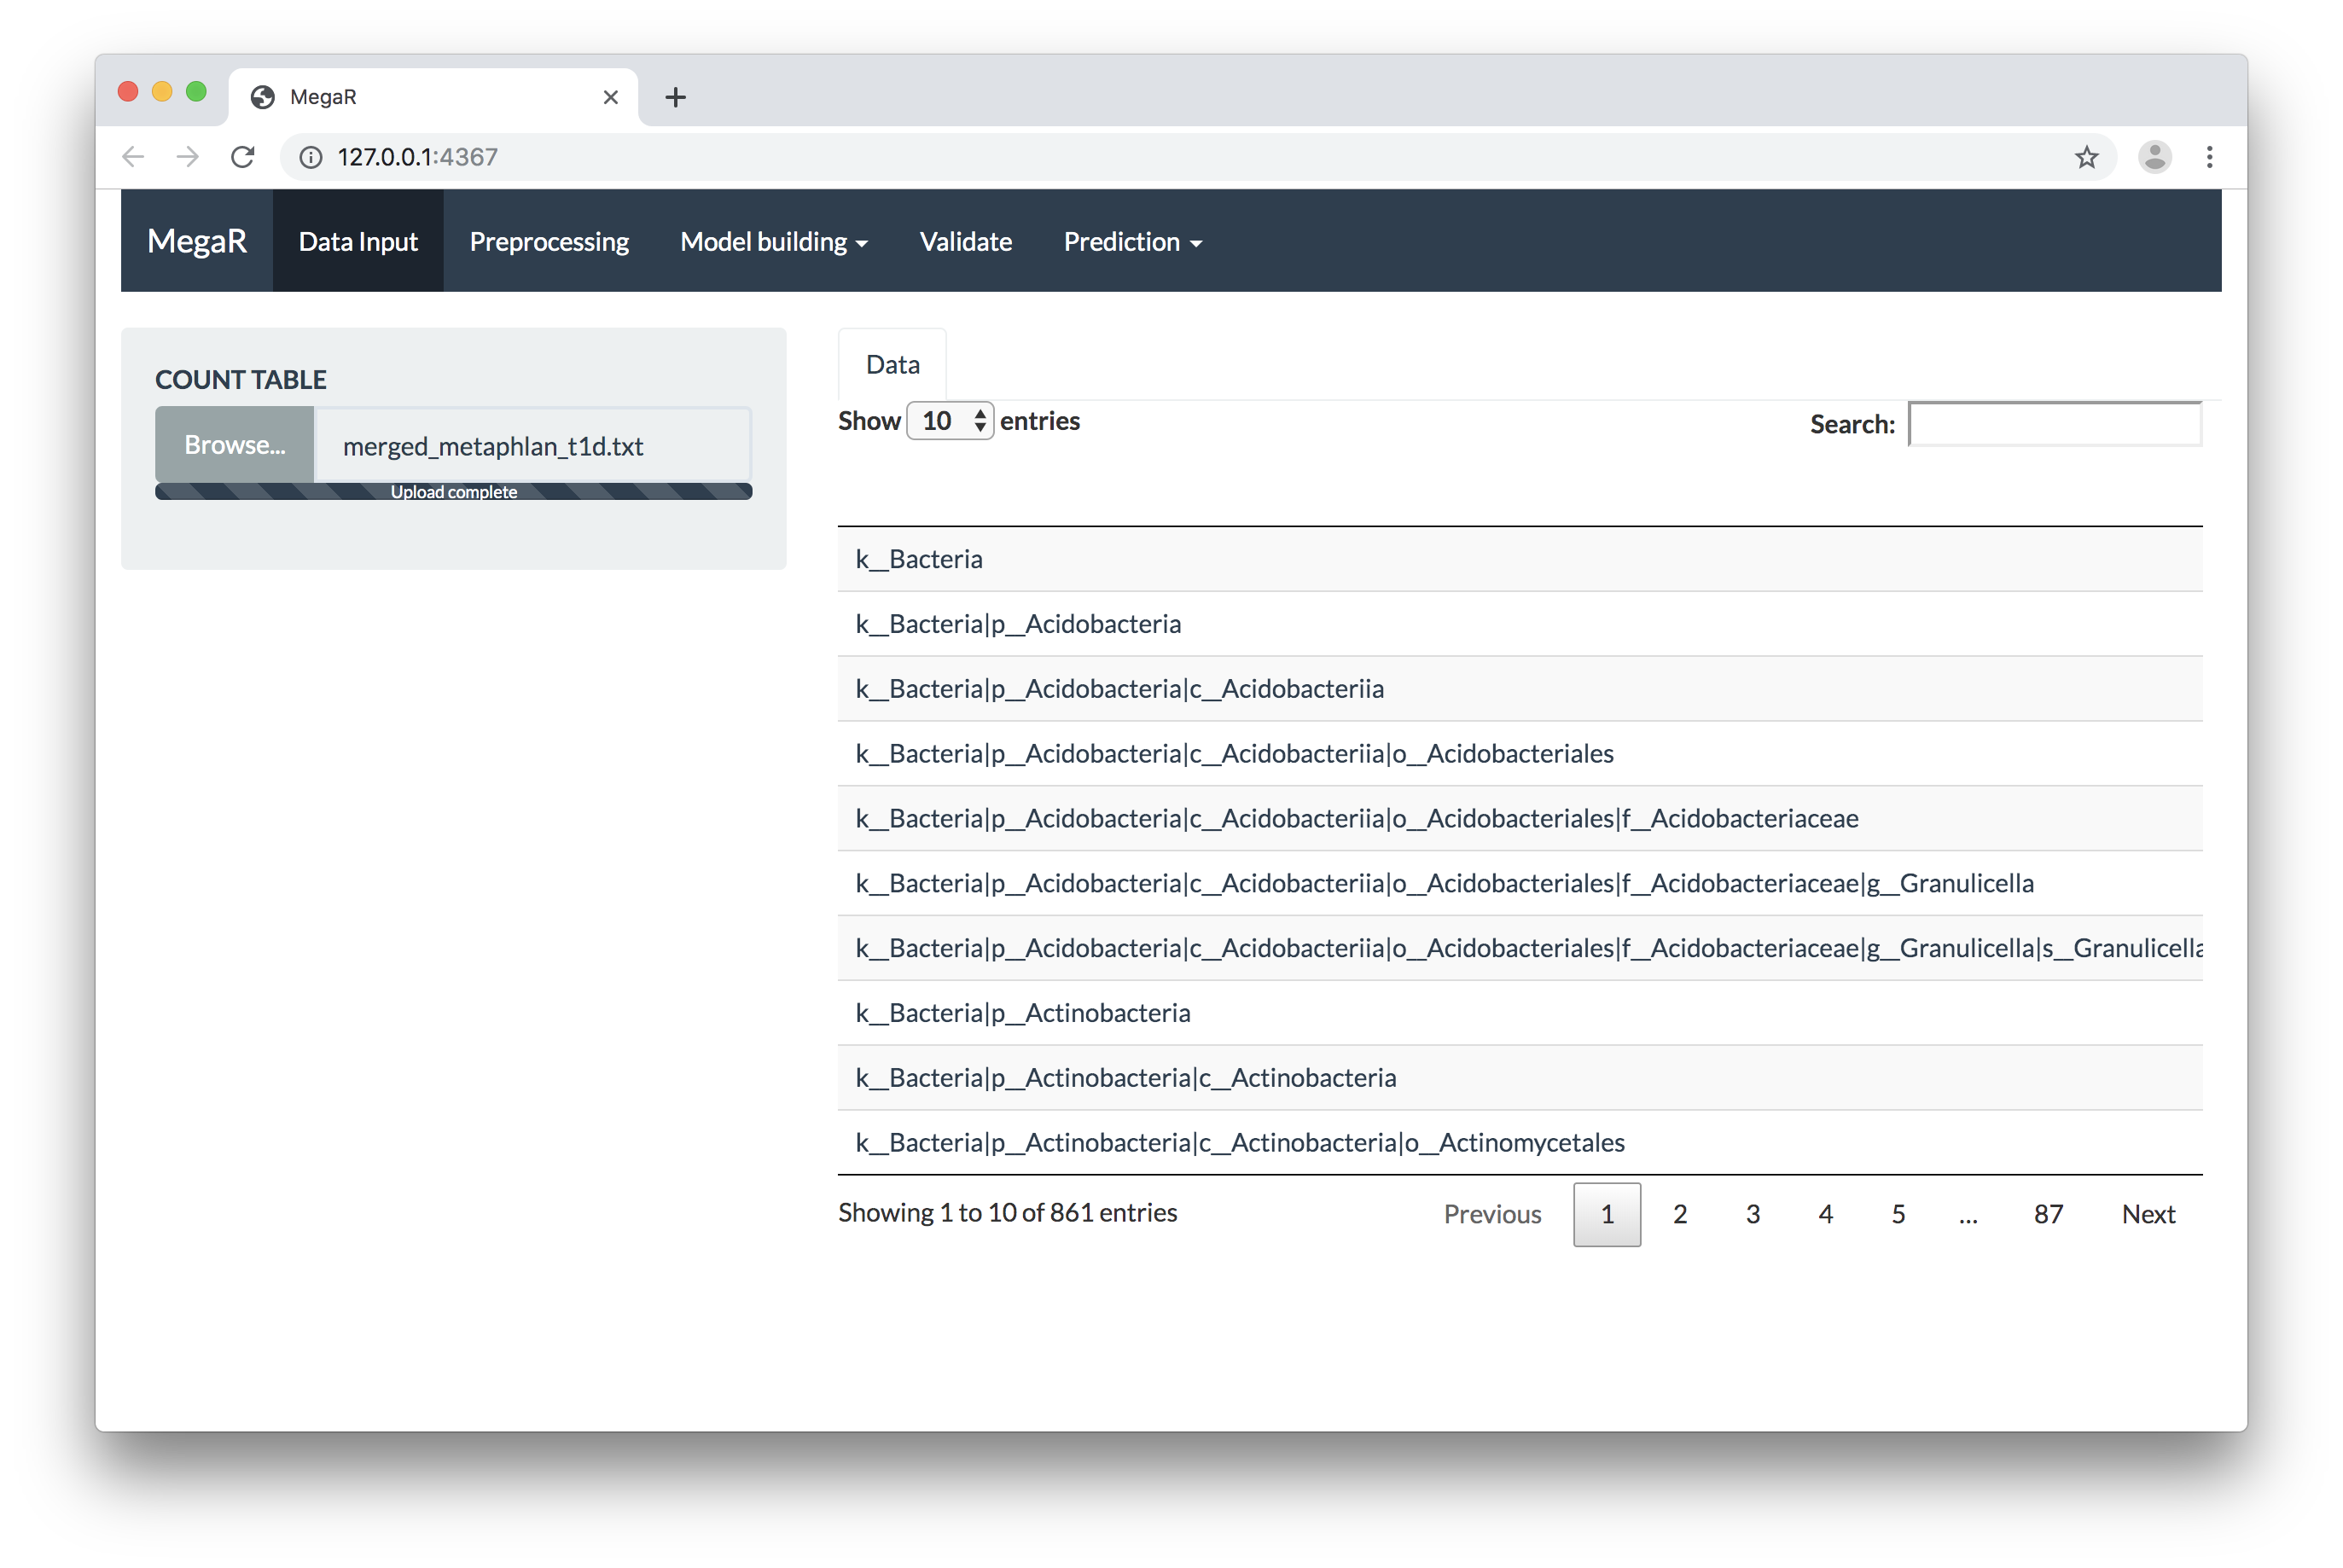 MegaR
127.0.0.1:4367
MegaR Data Input Preprocessing Model building Validate Prediction
COUNT TABLE
Browse... merged_metaphlan_t1d.txt
Upload complete
Data
Show 10 entries Search:
k__Bacteria
k__Bacteria|p__Acidobacteria
k__Bacteria|p__Acidobacteria|c__Acidobacteriia
k__Bacteria|p__Acidobacteria|c__Acidobacteriia|o__Acidobacteriales
k__Bacteria|p__Acidobacteria|c__Acidobacteriia|o__Acidobacteriales|f__Acidobacteriaceae
k__Bacteria|p__Acidobacteria|c__Acidobacteriia|o__Acidobacteriales|f__Acidobacteriaceae|g__Granulicella
k__Bacteria|p__Acidobacteria|c__Acidobacteriia|o__Acidobacteriales|f__Acidobacteriaceae|g__Granulicella|s__Granulicella
k__Bacteria|p__Actinobacteria
k__Bacteria|p__Actinobacteria|c__Actinobacteria
k__Bacteria|p__Actinobacteria|c__Actinobacteria|o__Actinomycetales
Showing 1 to 10 of 861 entries Previous 1 2 3 4 5 ... 87 Next